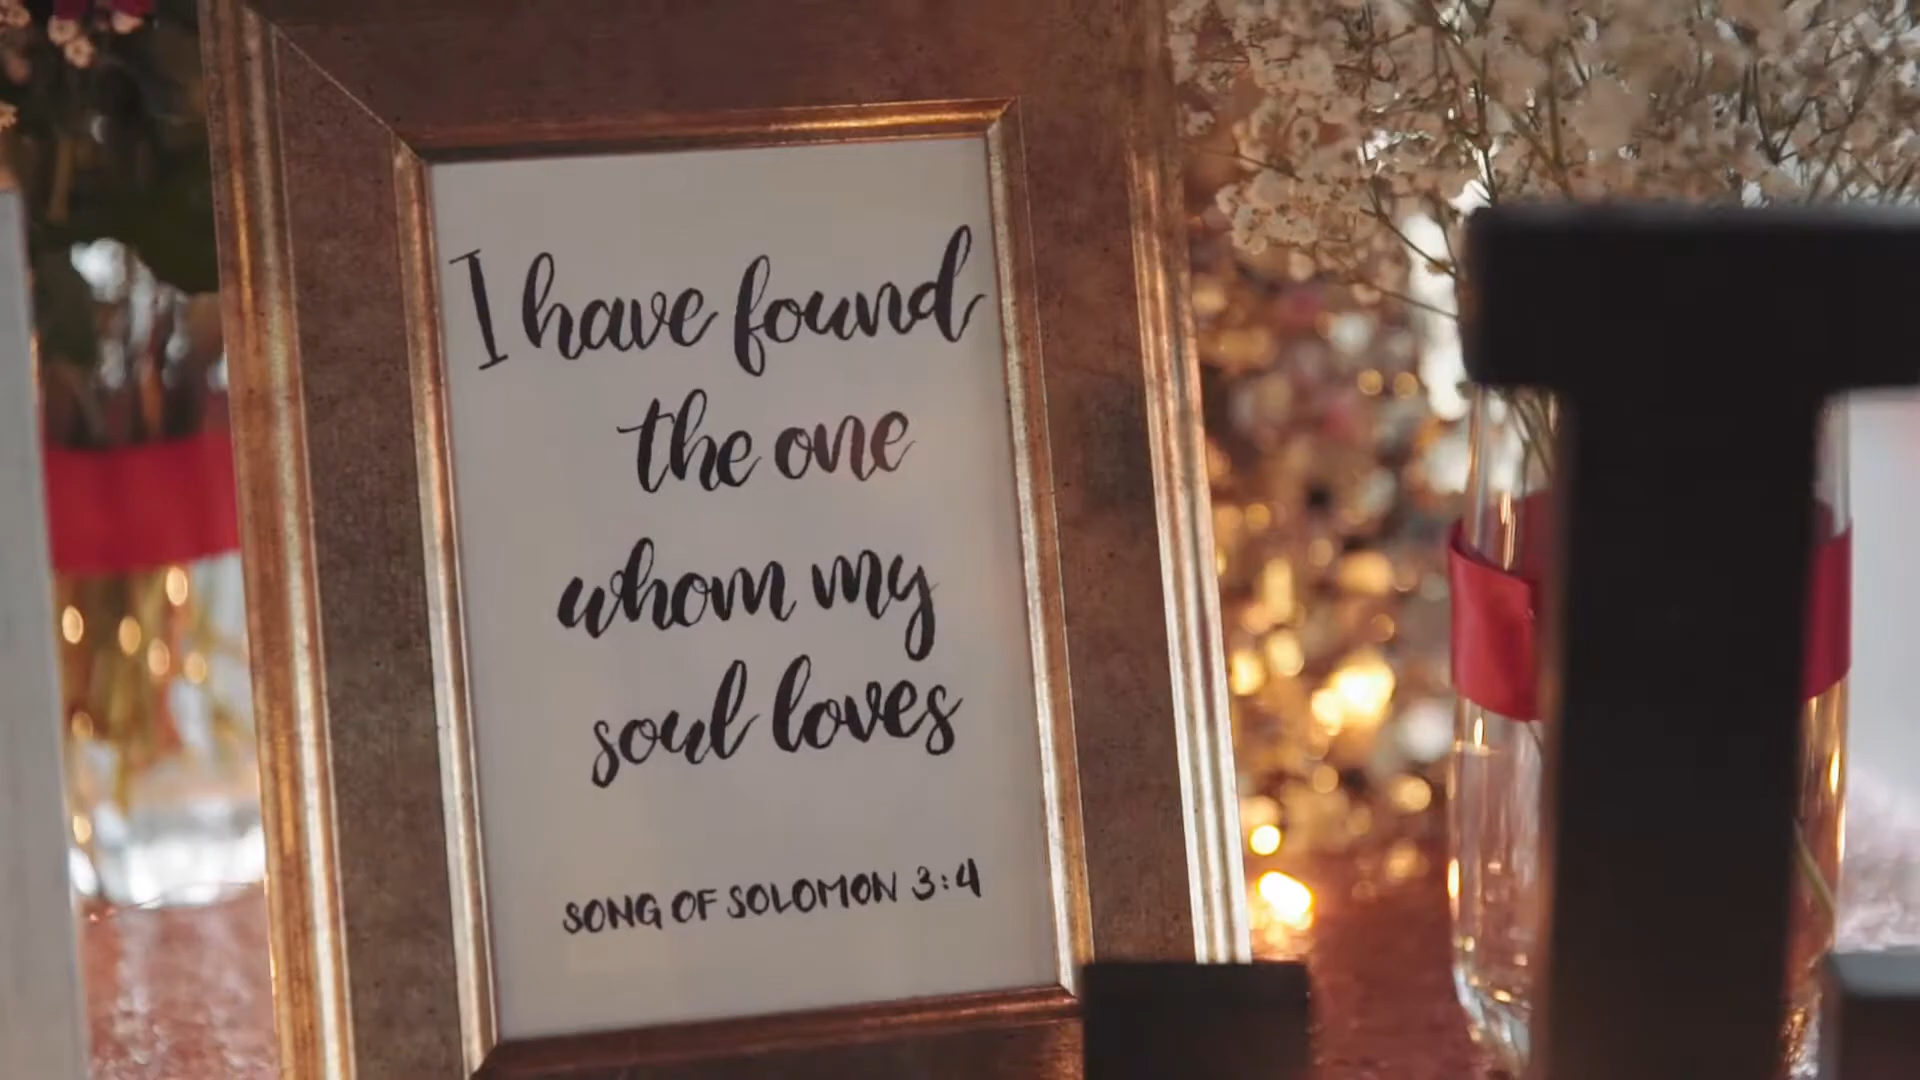 I have found
the one
whom my
soul loves
SONG OF SOLOMON 3:4